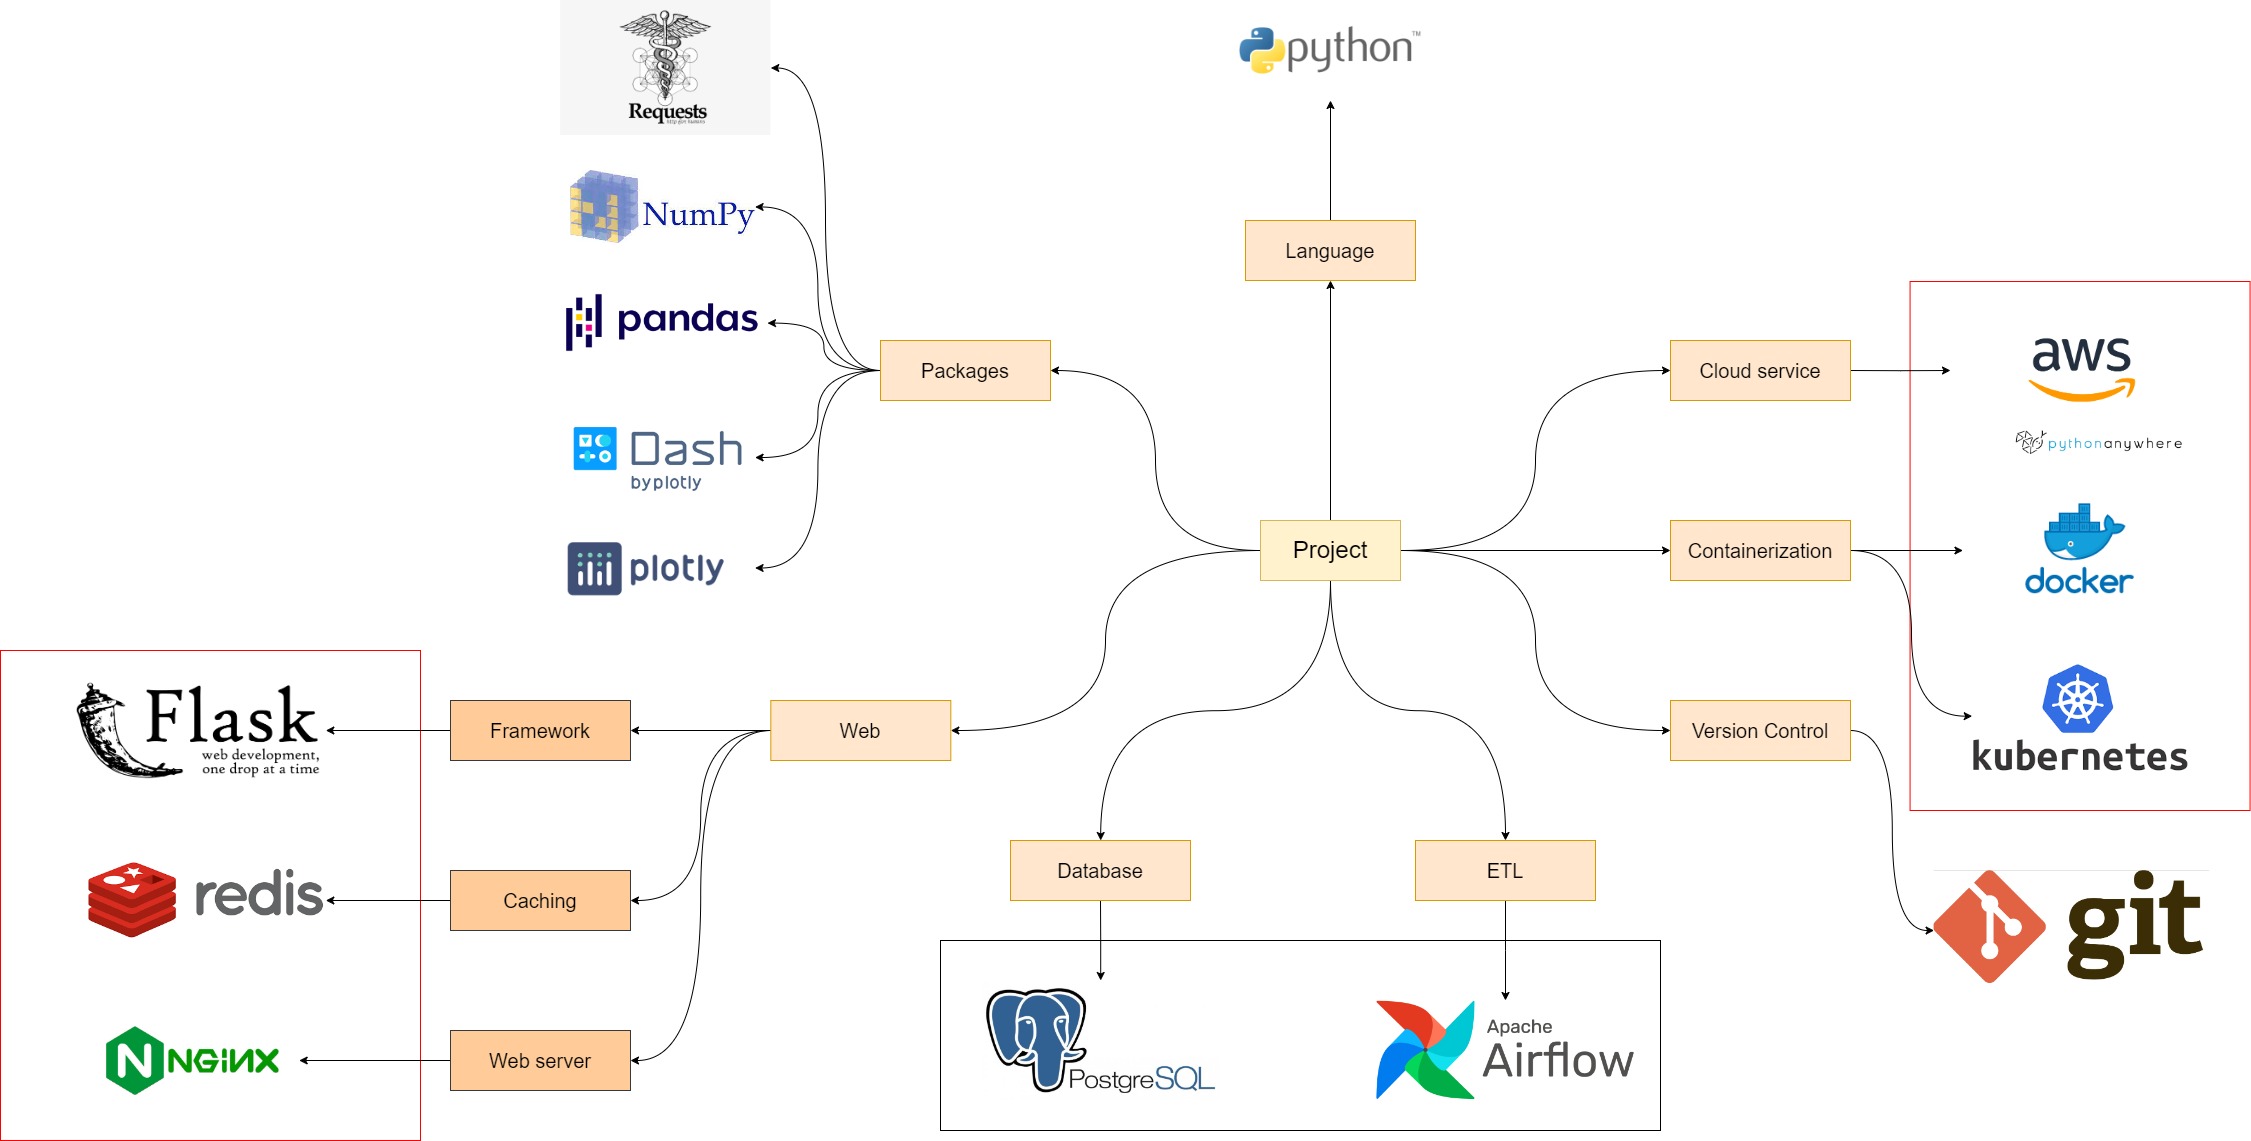 Requests
python™
NumPy
Language
pandas
aws
Packages
Cloud service
pythonanywhere
Dash
by plotly
Project
Containerization
docker
plotly
Flask
web development,
one drop at a time
Framework
Web
Version Control
kubernetes
redis
Caching
Database
ETL
git
NGINX
Web server
PostgreSQL
Apache
Airflow